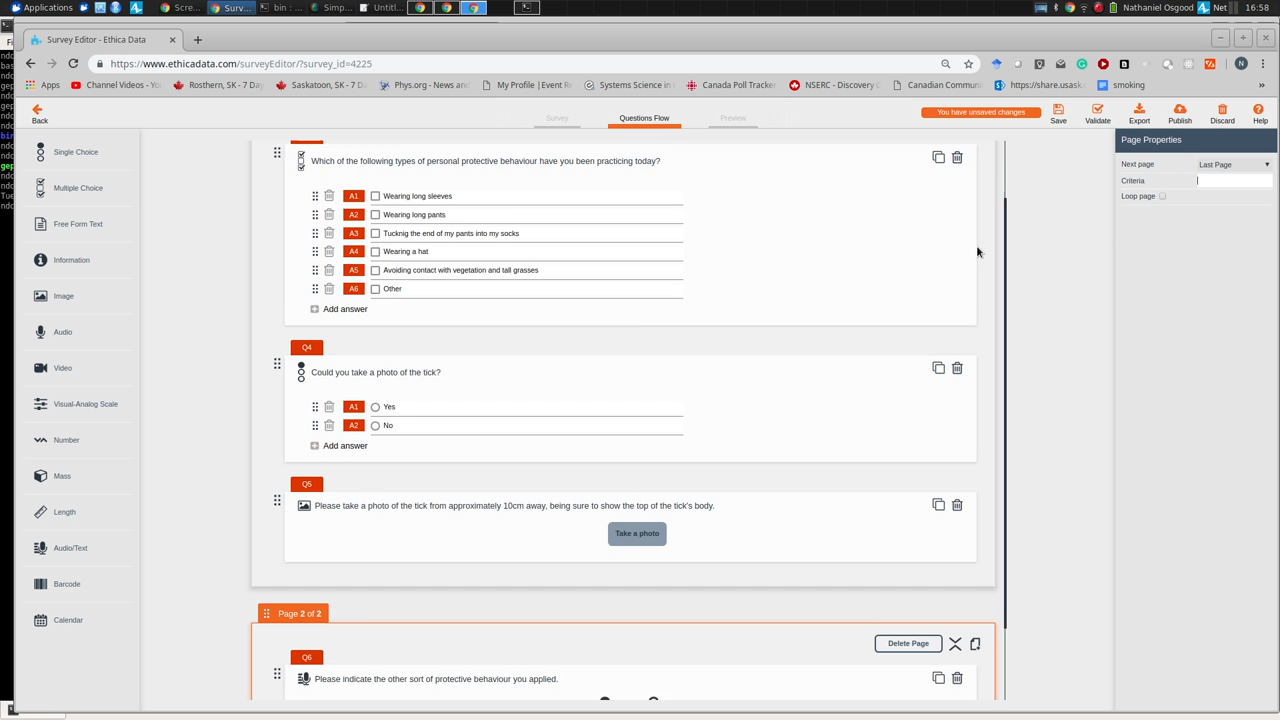 Applications
Scre...
Surv...
bin : ...
Simp...
Untitl...
Nathaniel Osgood
Net
16:58
Survey Editor - Ethica Data
https://www.ethicadata.com/surveyEditor/?survey_id=4225
Apps
Channel Videos - You
Rosthern, SK - 7 Day
Saskatoon, SK - 7 Da
Phys.org - News and
My Profile |Event R
Systems Science in
Canada Poll Tracker
NSERC - Discovery G
Canadian Commun
https://share.usask
smoking
»
Back
Survey
Questions Flow
Preview
You have unsaved changes
Save
Validate
Export
Publish
Discard
Help
Single Choice
Multiple Choice
Free Form Text
Information
Image
Audio
Video
Visual-Analog Scale
Number
Mass
Length
Audio/Text
Barcode
Calendar
Which of the following types of personal protective behaviour have you been practicing today?
A1 Wearing long sleeves
A2 Wearing long pants
A3 Tucknig the end of my pants into my socks
A4 Wearing a hat
A5 Avoiding contact with vegetation and tall grasses
A6 Other
Add answer
Q4
Could you take a photo of the tick?
A1 Yes
A2 No
Add answer
Q5
Please take a photo of the tick from approximately 10cm away, being sure to show the top of the tick's body.
Take a photo
Page 2 of 2
Delete Page
Q6
Please indicate the other sort of protective behaviour you applied.
Page Properties
Next page Last Page
Criteria
Loop page